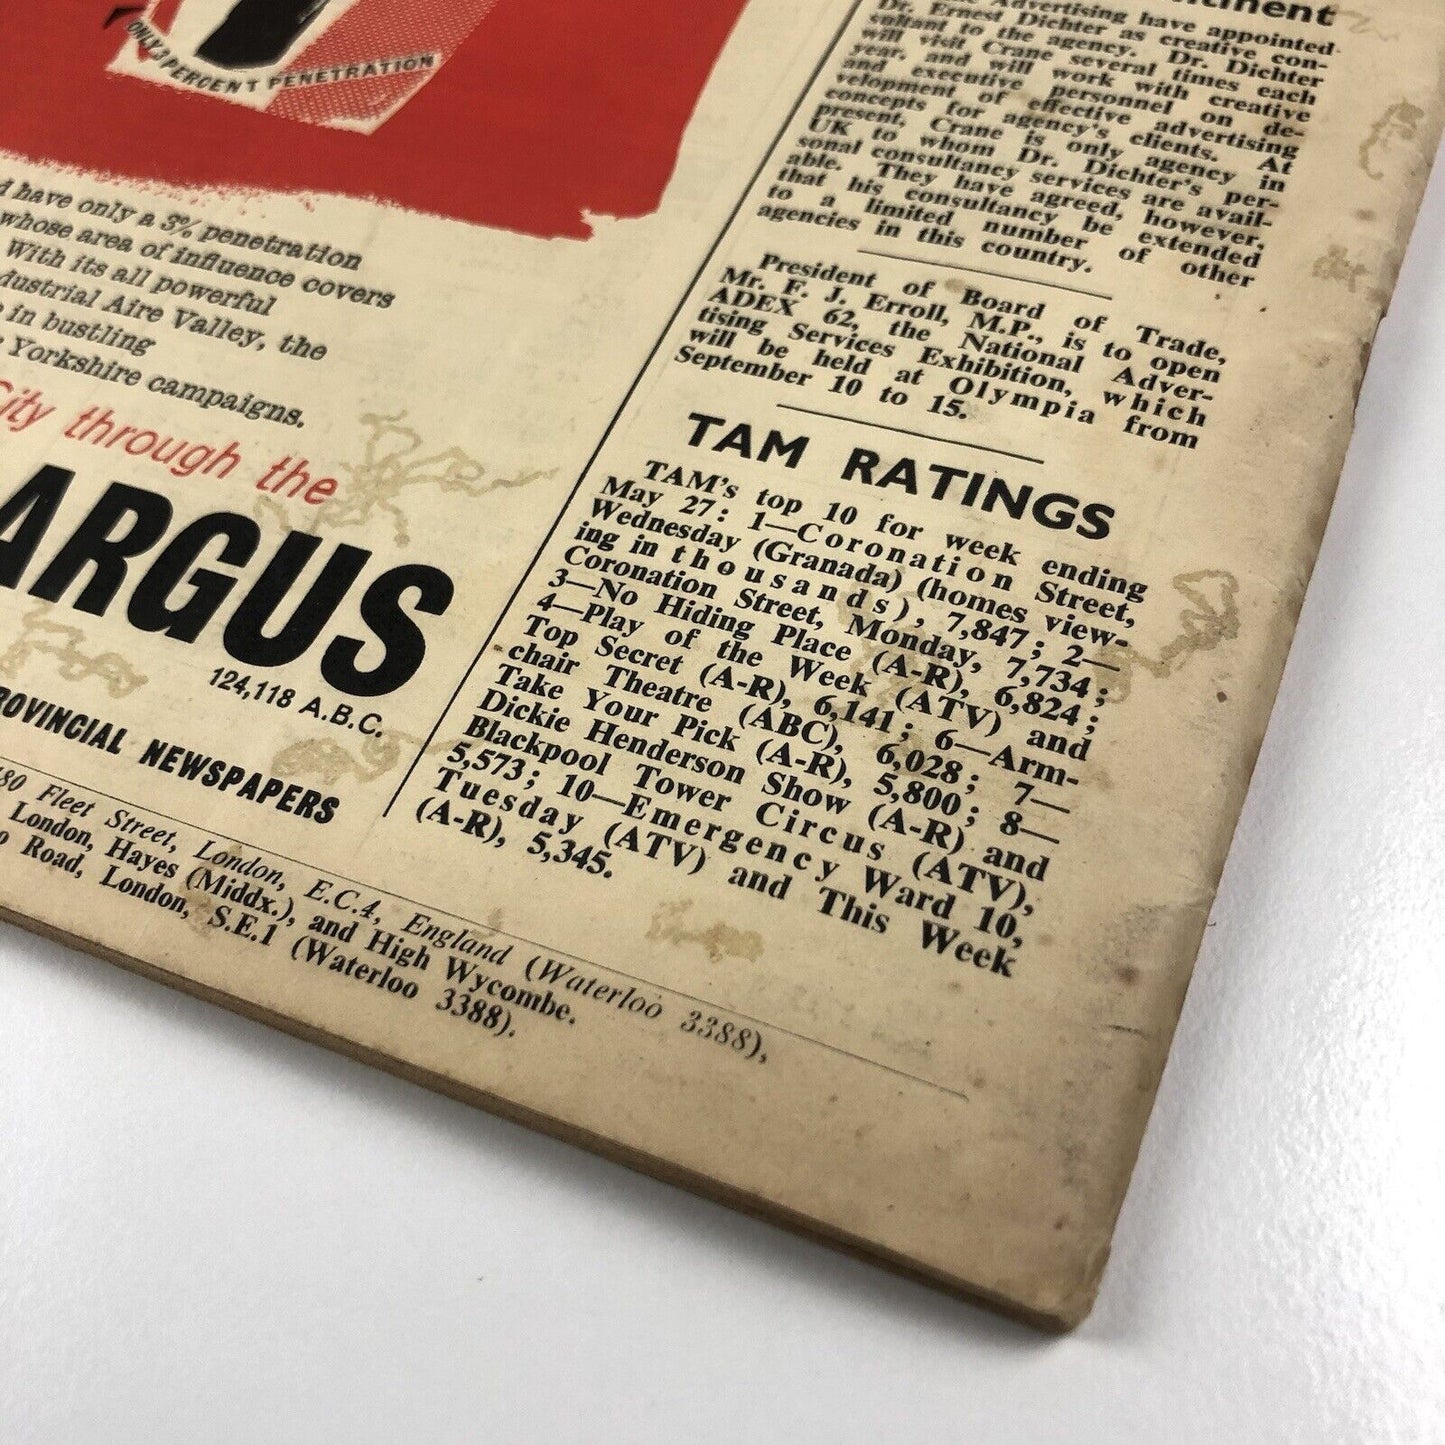 ONLY 3 PERCENT PENETRATION
have only a 3% penetration
whose area of influence covers
With its all powerful
dustrial Aire Valley, the
in bustling
Yorkshire campaigns.
City through the
ARGUS
124,118 A.B.C.
ROVINCIAL NEWSPAPERS
Advertising have appointed
Dr. Ernest Dichter as creative con-
sultant to the agency. Dr. Dichter
will visit Crane several times each
year, and will work with creative
and executive personnel on de-
velopment of effective advertising
concepts for agency's clients. At
present, Crane is only agency in
UK to whom Dr. Dichter's per-
sonal consultancy services are avail-
able. They have agreed, however,
that his consultancy be extended
to a limited number of other
agencies in this country.
President of Board of Trade,
Mr. F. J. Erroll, M.P., is to open
ADEX 62, the National Adver-
tising Services Exhibition, which
will be held at Olympia from
September 10 to 15.
TAM RATINGS
TAM's top 10 for week ending
May 27: 1—Coronation Street,
Wednesday (Granada) (homes view-
ing in thousands), 7,847; 2—
Coronation Street, Monday, 7,734;
3—No Hiding Place (A-R), 6,824;
4—Play of the Week (ATV) and
Top Secret (A-R), 6,141; 6—Arm-
chair Theatre (ABC), 6,028; 7—
Take Your Pick (A-R), 5,800; 8—
Dickie Henderson Show (A-R) and
Blackpool Tower Circus (ATV),
5,573; 10—Emergency Ward 10,
Tuesday (ATV) and This Week
(A-R), 5,345.
180 Fleet Street, London, E.C.4, England (Waterloo 3388),
London, Hayes (Middx.), and High Wycombe.
Road, London, S.E.1 (Waterloo 3388).